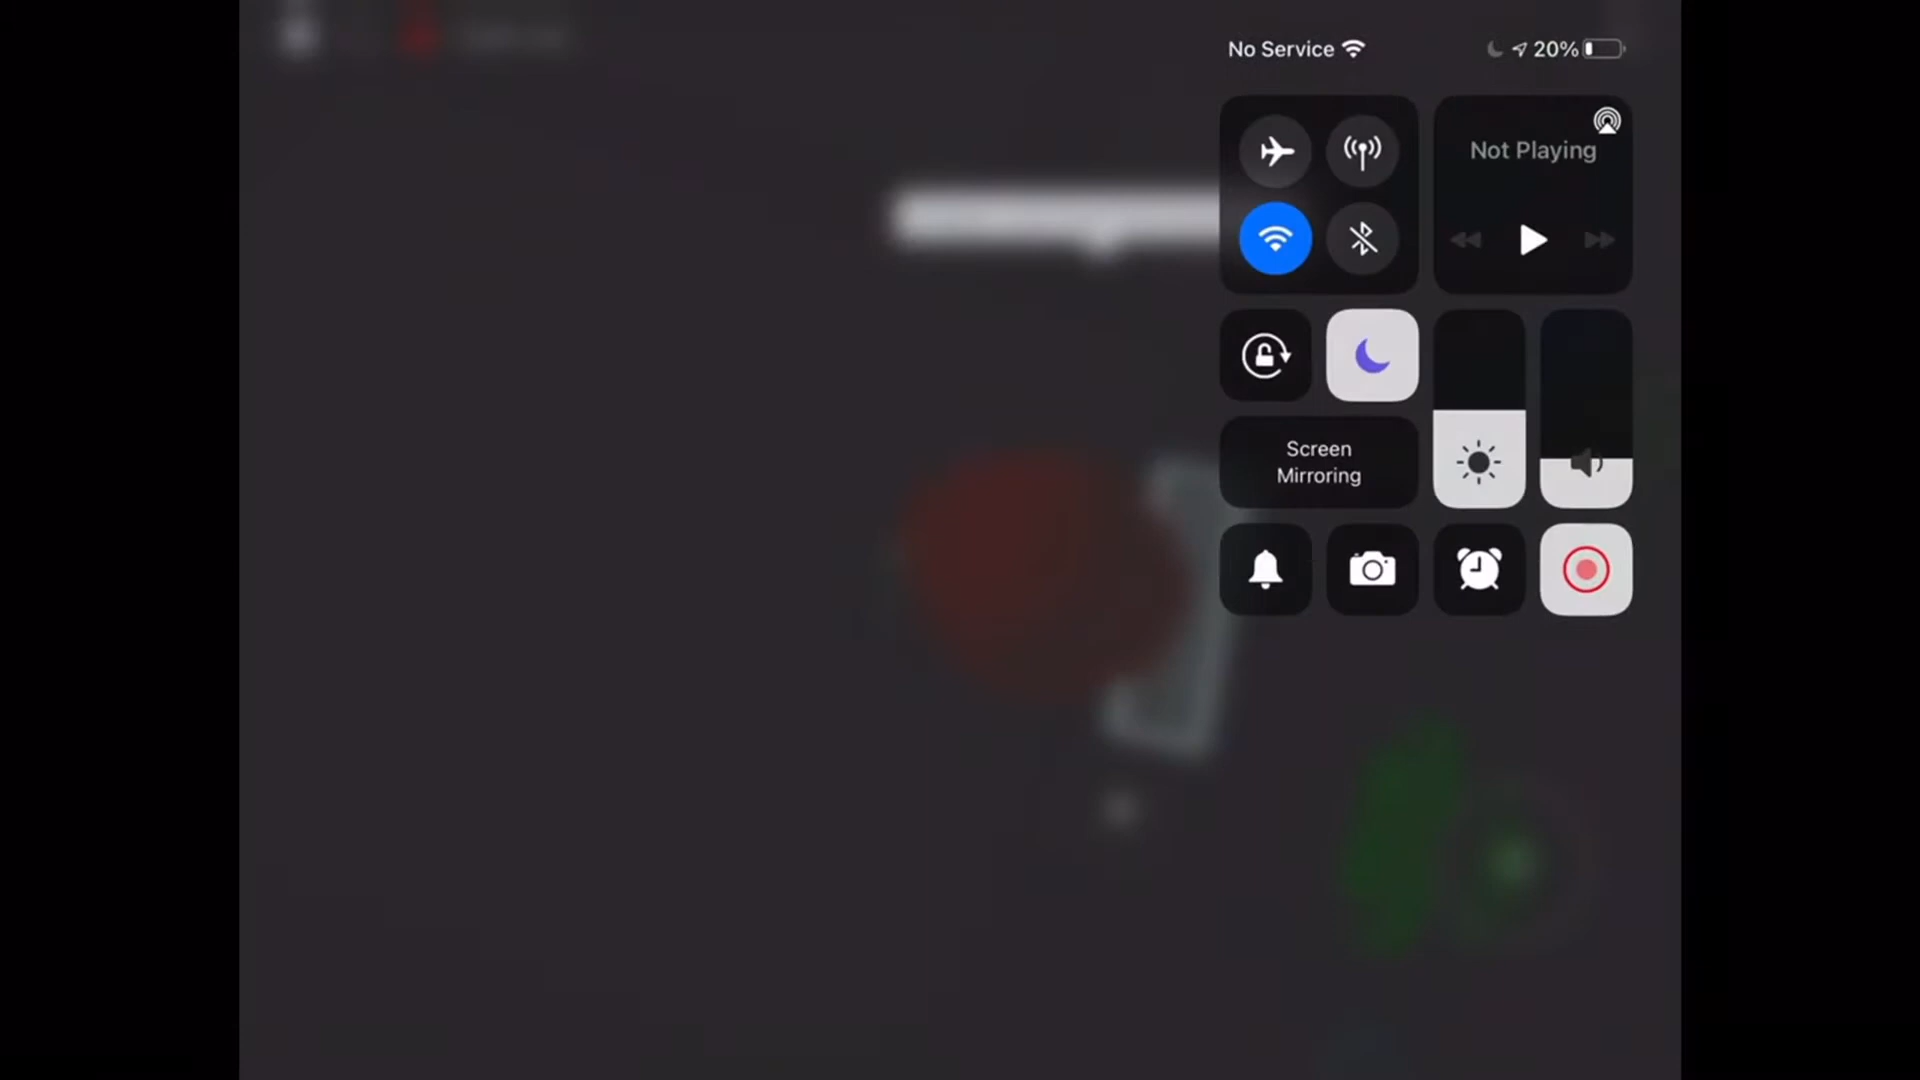 No Service
20%
Not Playing
Screen
Mirroring